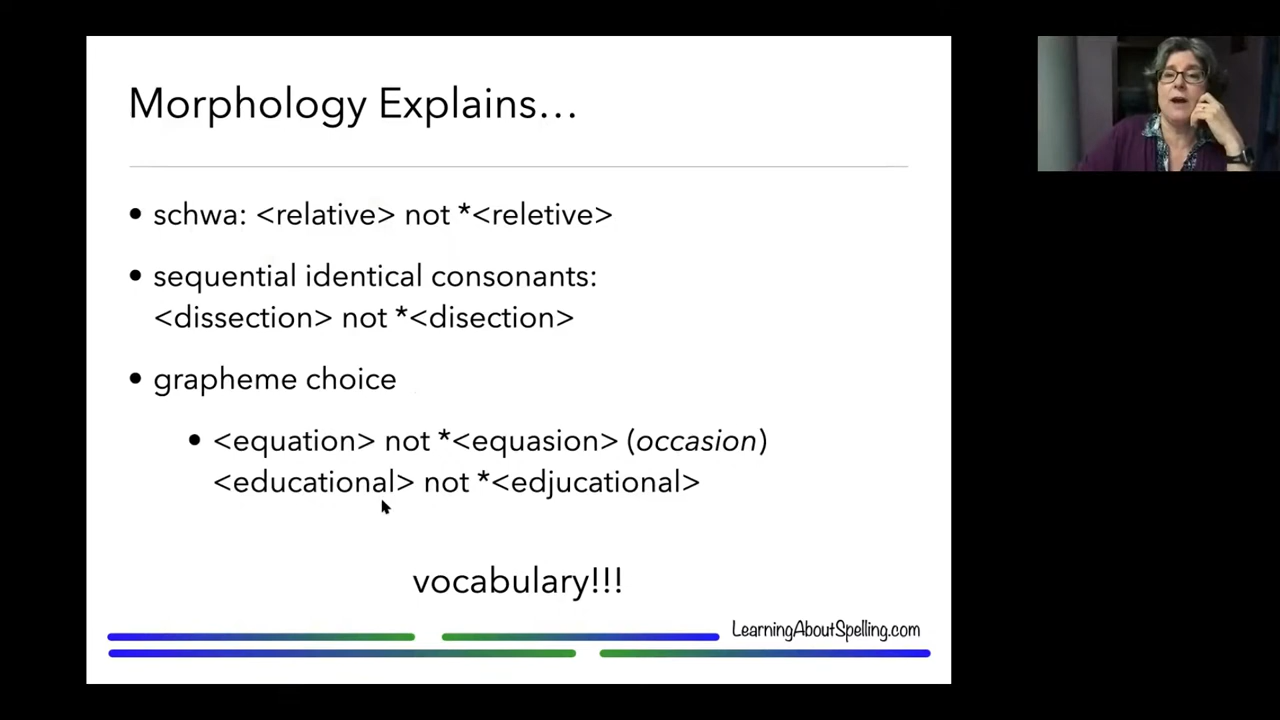 Morphology Explains…
• schwa: <relative> not *<reletive>
• sequential identical consonants:
<dissection> not *<disection>
• grapheme choice
• <equation> not *<equasion> (occasion)
<educational> not *<edjucational>
vocabulary!!!
LearningAboutSpelling.com